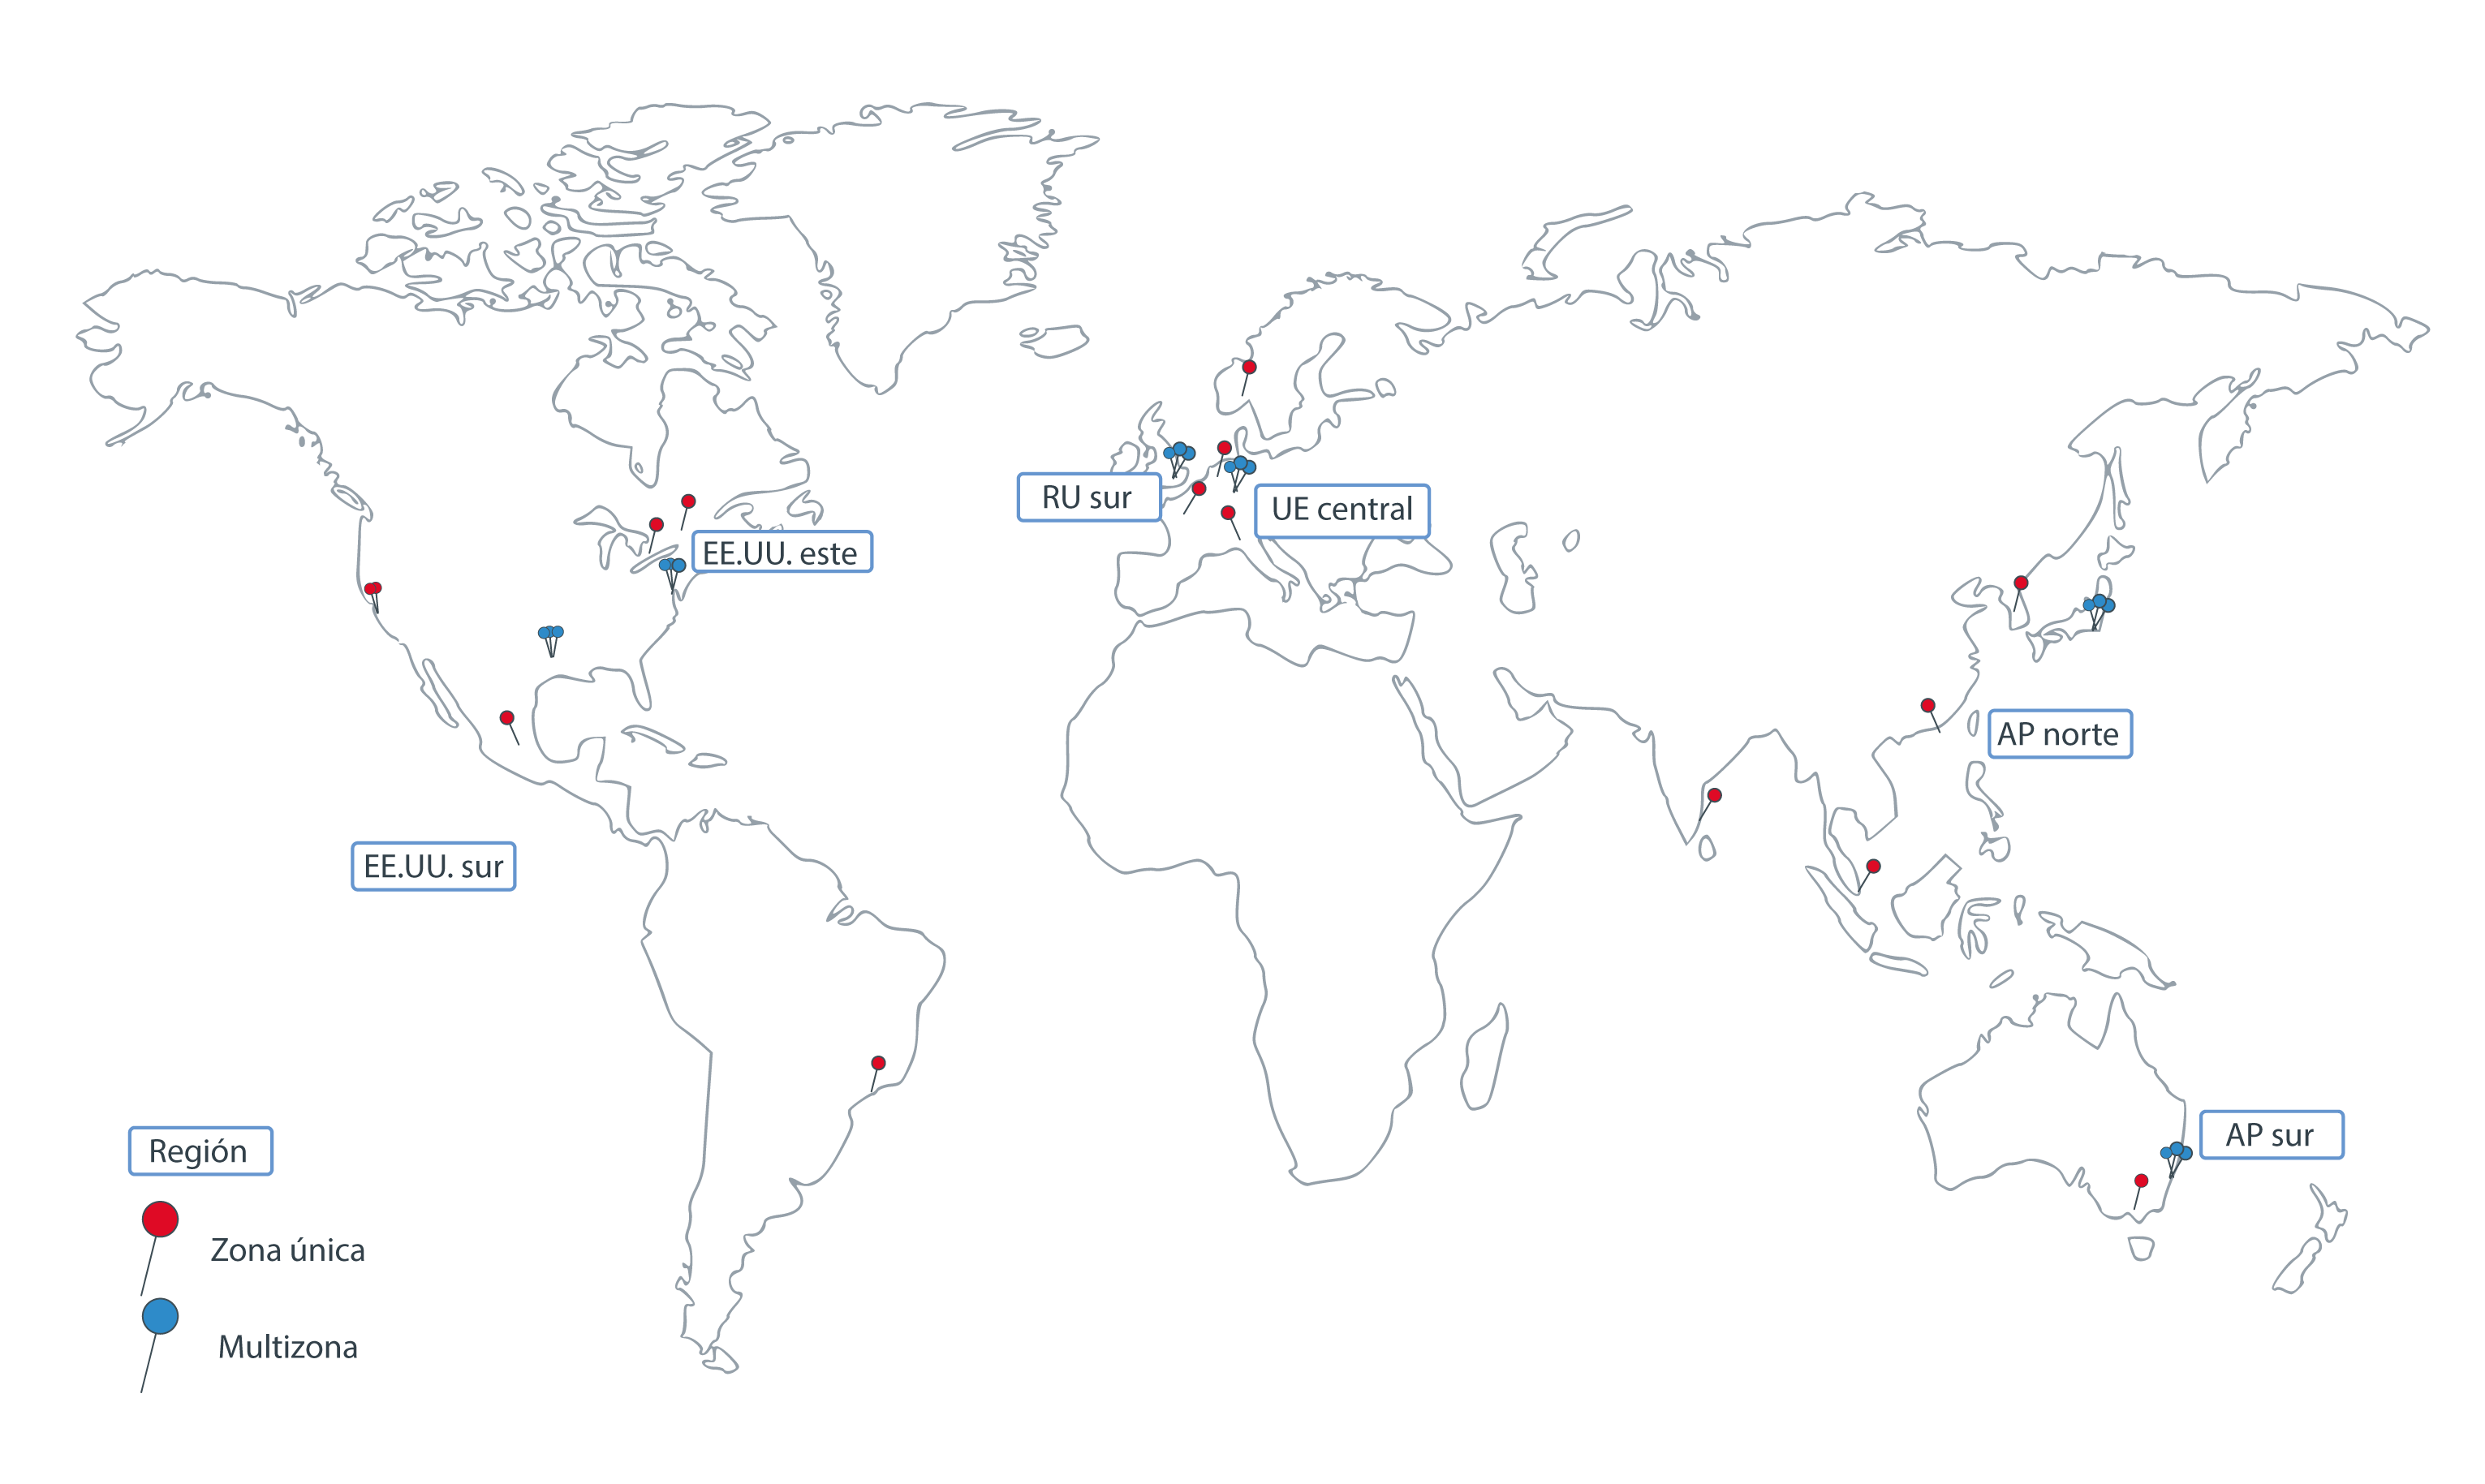 RU sur
UE central
EE.UU. este
AP norte
EE.UU. sur
AP sur
Región
Zona única
Multizona